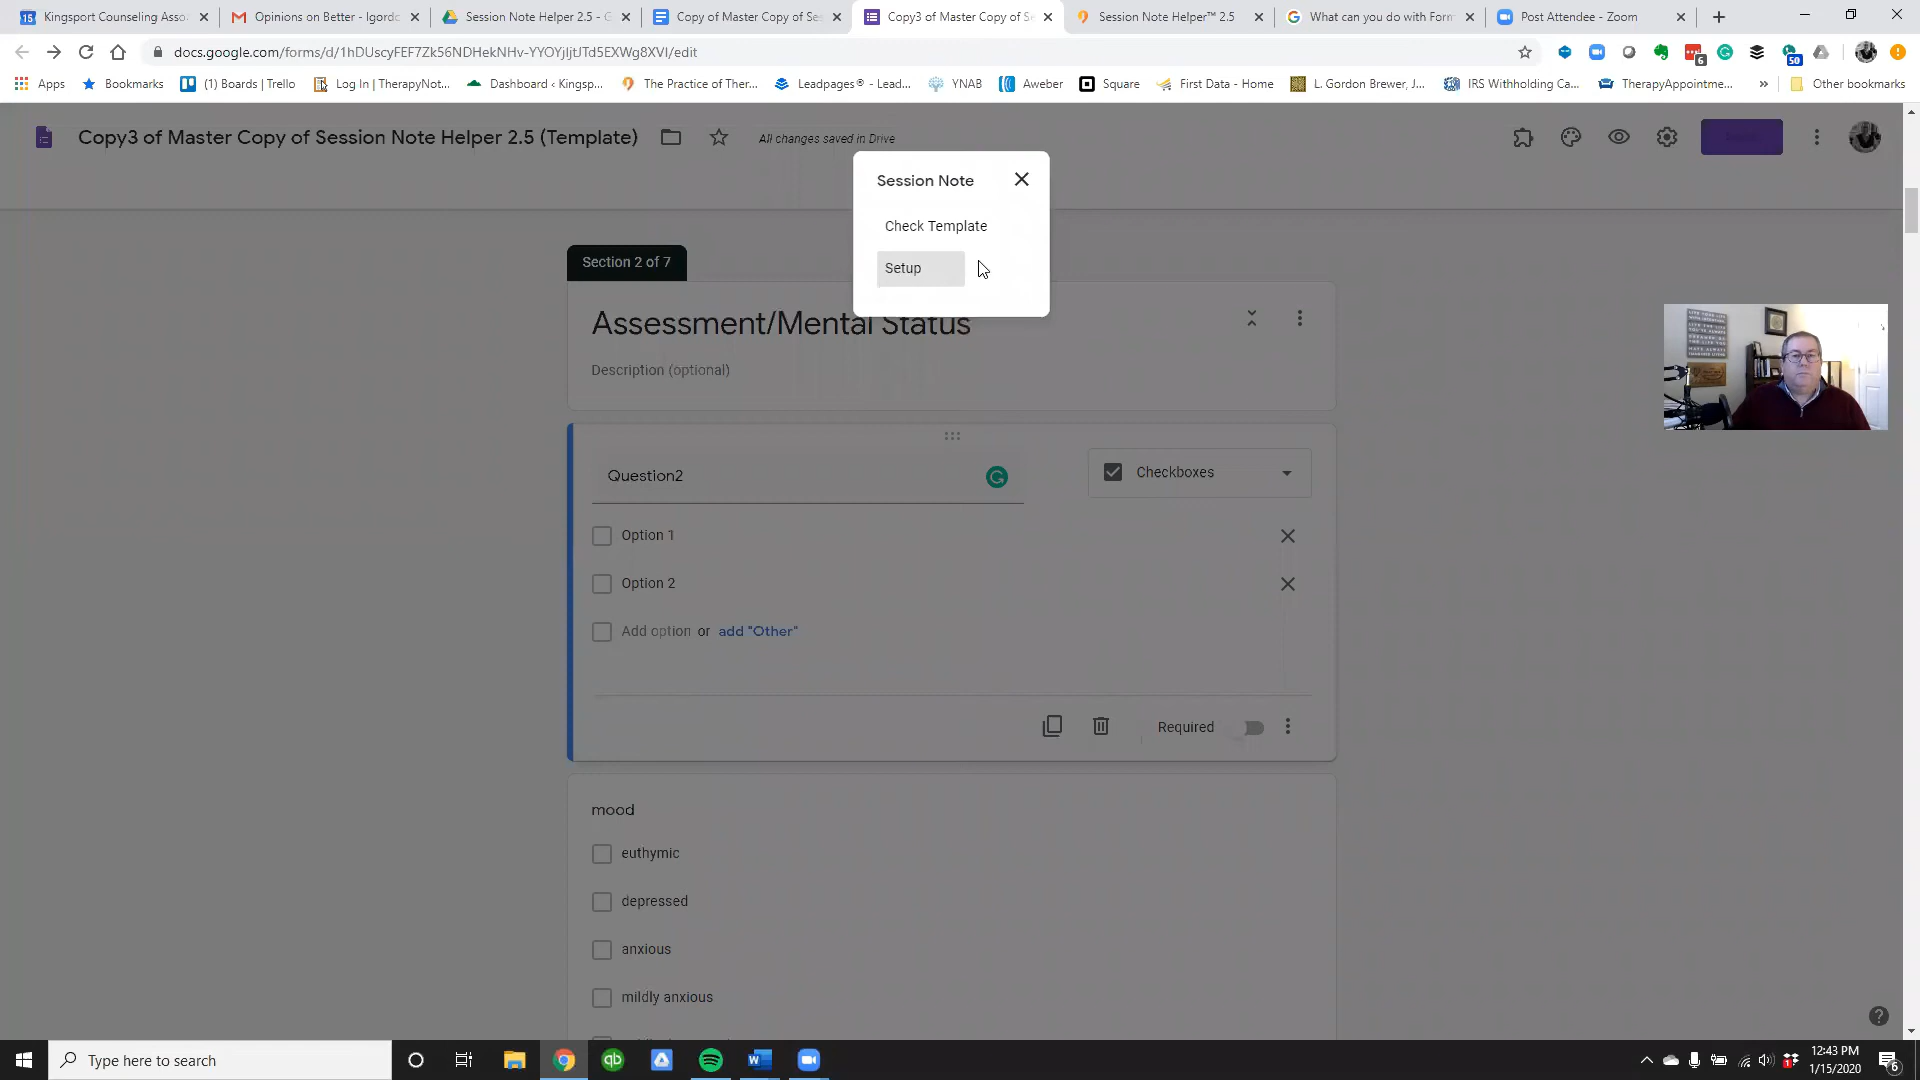 Kingsport Counseling Asso
Opinions on Better - lgordo
Session Note Helper 2.5 - G
Copy of Master Copy of Ses
Copy3 of Master Copy of Se
Session Note Helper™ 2.5
What can you do with Form
Post Attendee - Zoom
docs.google.com/forms/d/1hDUscyFEF7Zk56NDHekNHv-YYOYjIjtJTd5EXWg8XVI/edit
Apps
Bookmarks
(1) Boards | Trello
Log In | TherapyNot...
Dashboard ‹ Kingsp...
The Practice of Ther...
Leadpages® - Lead...
YNAB
Aweber
Square
First Data - Home
L. Gordon Brewer, J...
IRS Withholding Ca...
TherapyAppointme...
»
Other bookmarks
Copy3 of Master Copy of Session Note Helper 2.5 (Template)
All changes saved in Drive
Session Note
Check Template
Setup
Section 2 of 7
Assessment/Mental Status
Description (optional)
Question2
Checkboxes
Option 1
Option 2
Add option or add "Other"
Required
mood
euthymic
depressed
anxious
mildly anxious
Type here to search
12:43 PM
1/15/2020